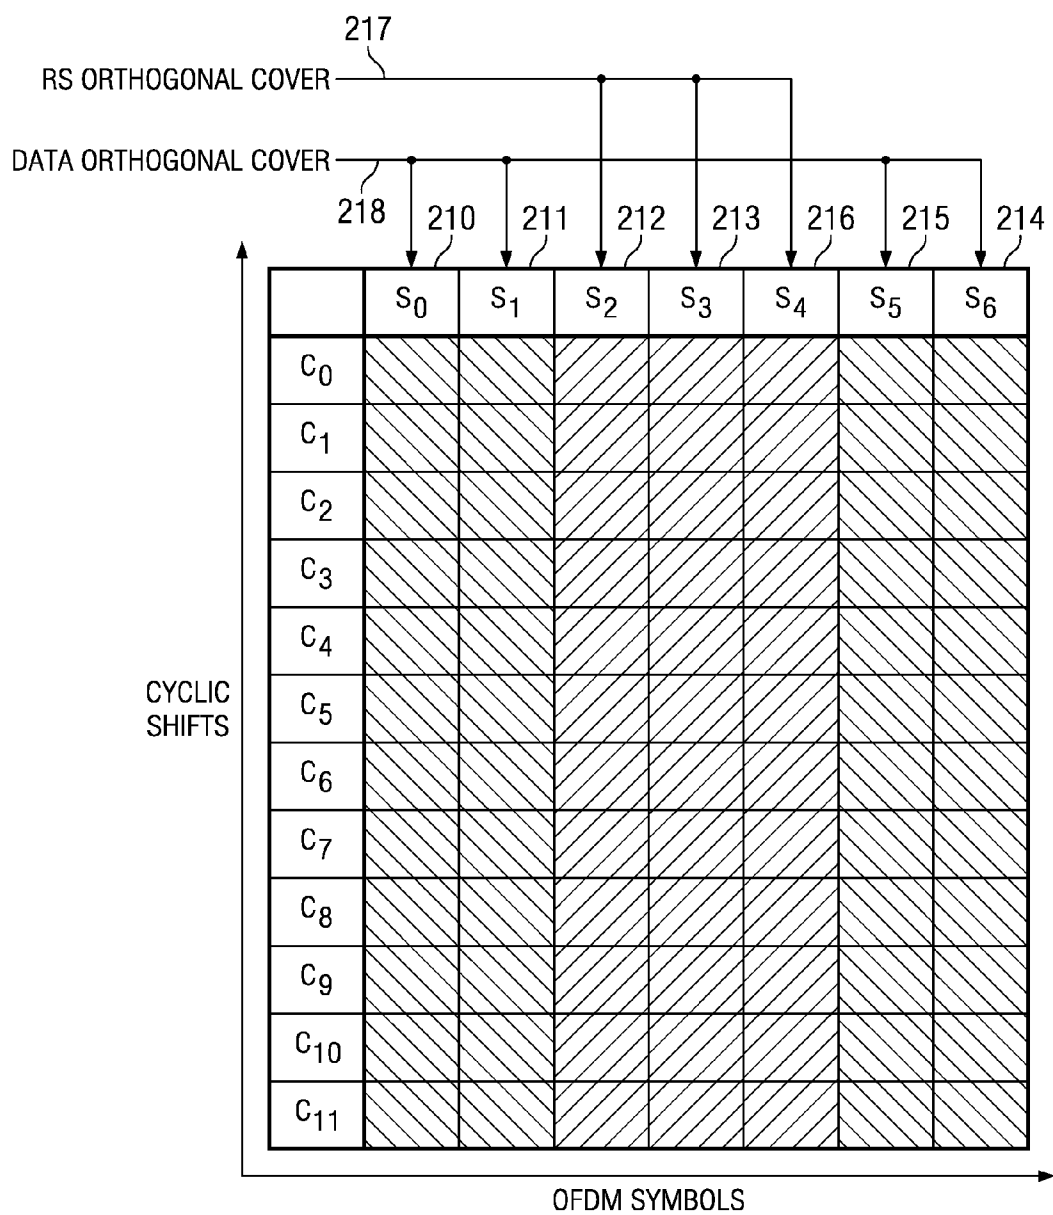 217
RS ORTHOGONAL COVER
DATA ORTHOGONAL COVER
218 210 211 212 213 216 215 214
S0 S1 S2 S3 S4 S5 S6
C0
C1
C2
C3
C4
C5
C6
C7
C8
C9
C10
C11
CYCLIC
SHIFTS
OFDM SYMBOLS